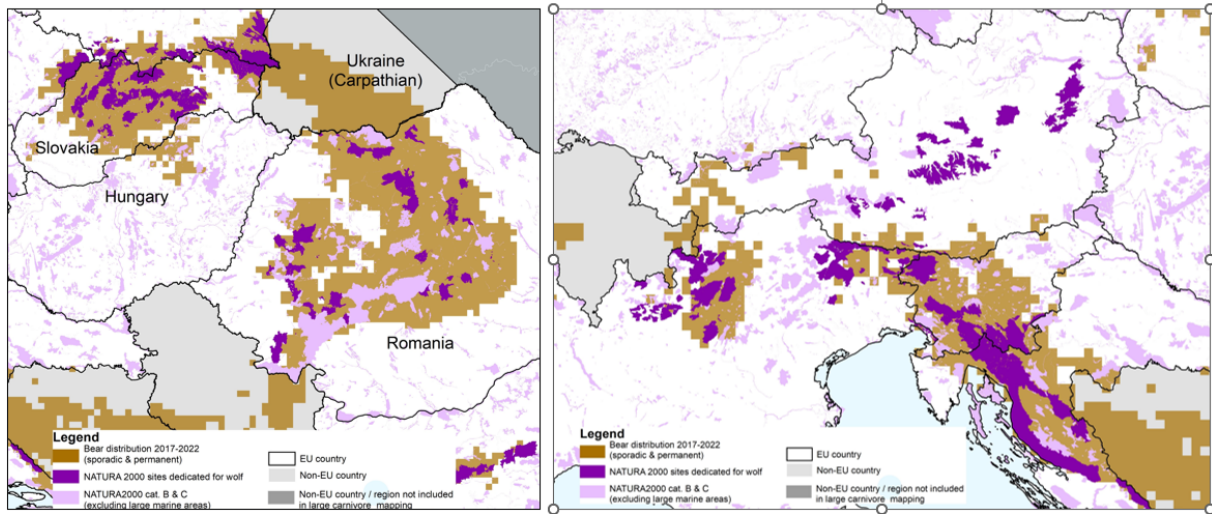 Ukraine
(Carpathian)
Slovakia
Hungary
Romania
Legend
Bear distribution 2017-2022
(sporadic & permanent)
NATURA 2000 sites dedicated for wolf
NATURA2000 cat. B & C
(excluding large marine areas)
EU country
Non-EU country
Non-EU country / region not included
in large carnivore mapping
Legend
Bear distribution 2017-2022
(sporadic & permanent)
NATURA 2000 sites dedicated for wolf
NATURA2000 cat. B & C
(excluding large marine areas)
EU country
Non-EU country
Non-EU country / region not included
in large carnivore mapping